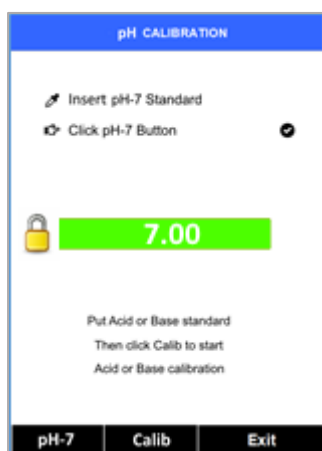 pH CALIBRATION
Insert pH-7 Standard
Click pH-7 Button
7.00
Put Acid or Base standard
Then click Calib to start
Acid or Base calibration
pH-7 Calib Exit